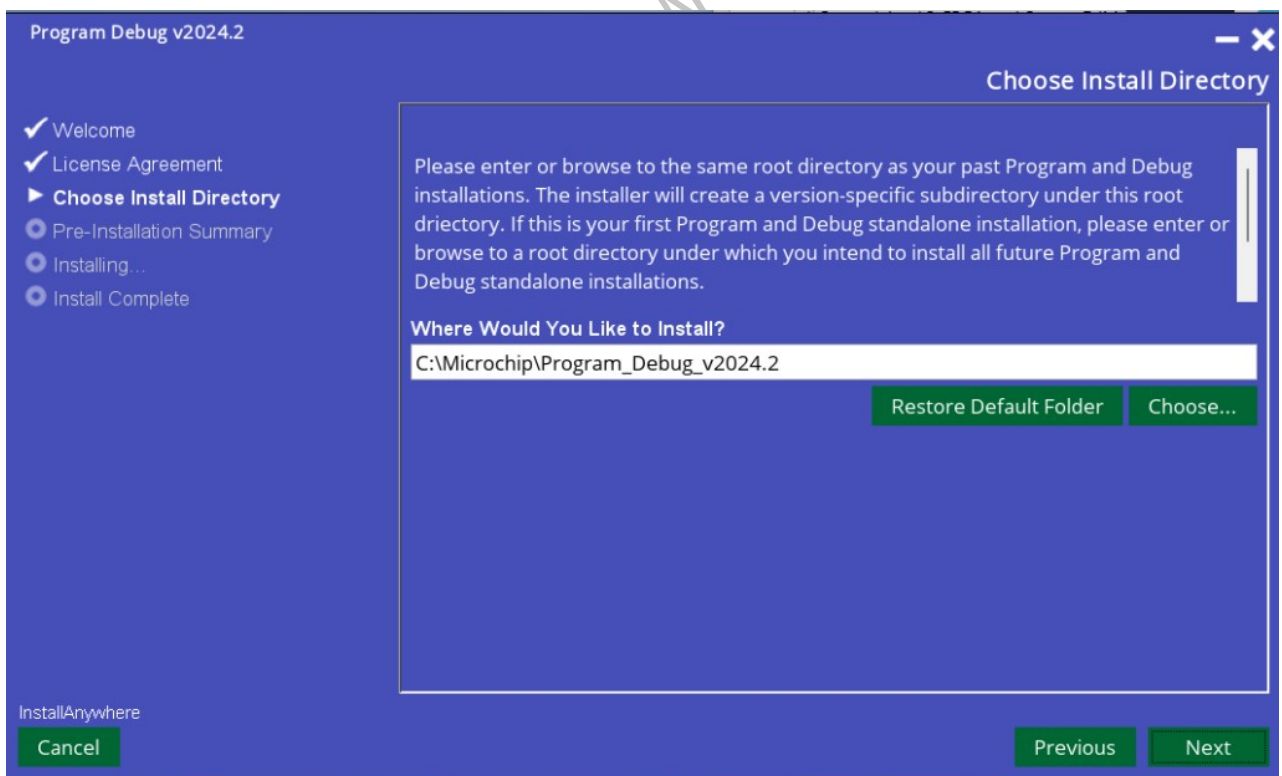 Program Debug v2024.2
Choose Install Directory
Welcome
License Agreement
Choose Install Directory
Pre-Installation Summary
Installing...
Install Complete
Please enter or browse to the same root directory as your past Program and Debug
installations. The installer will create a version-specific subdirectory under this root
driectory. If this is your first Program and Debug standalone installation, please enter or
browse to a root directory under which you intend to install all future Program and
Debug standalone installations.
Where Would You Like to Install?
C:\Microchip\Program_Debug_v2024.2
Restore Default Folder Choose...
InstallAnywhere
Cancel Previous Next